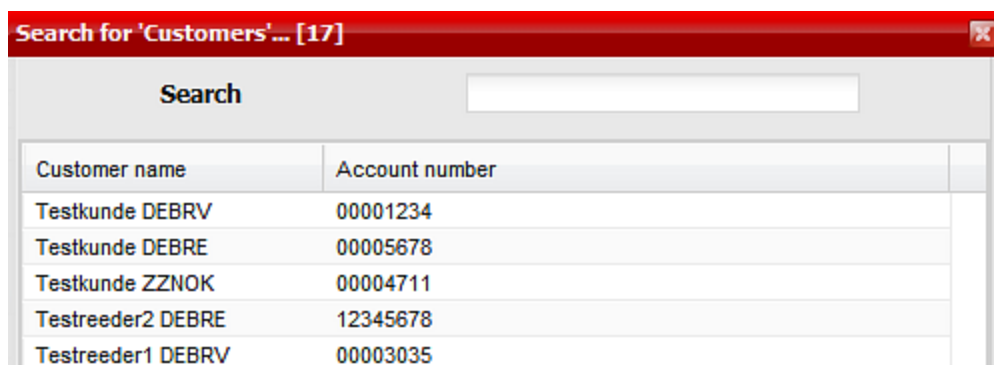 Search for 'Customers'... [17]
Search
Customer name Account number
Testkunde DEBRV 00001234
Testkunde DEBRE 00005678
Testkunde ZZNOK 00004711
Testreeder2 DEBRE 12345678
Testreeder1 DEBRV 00003035